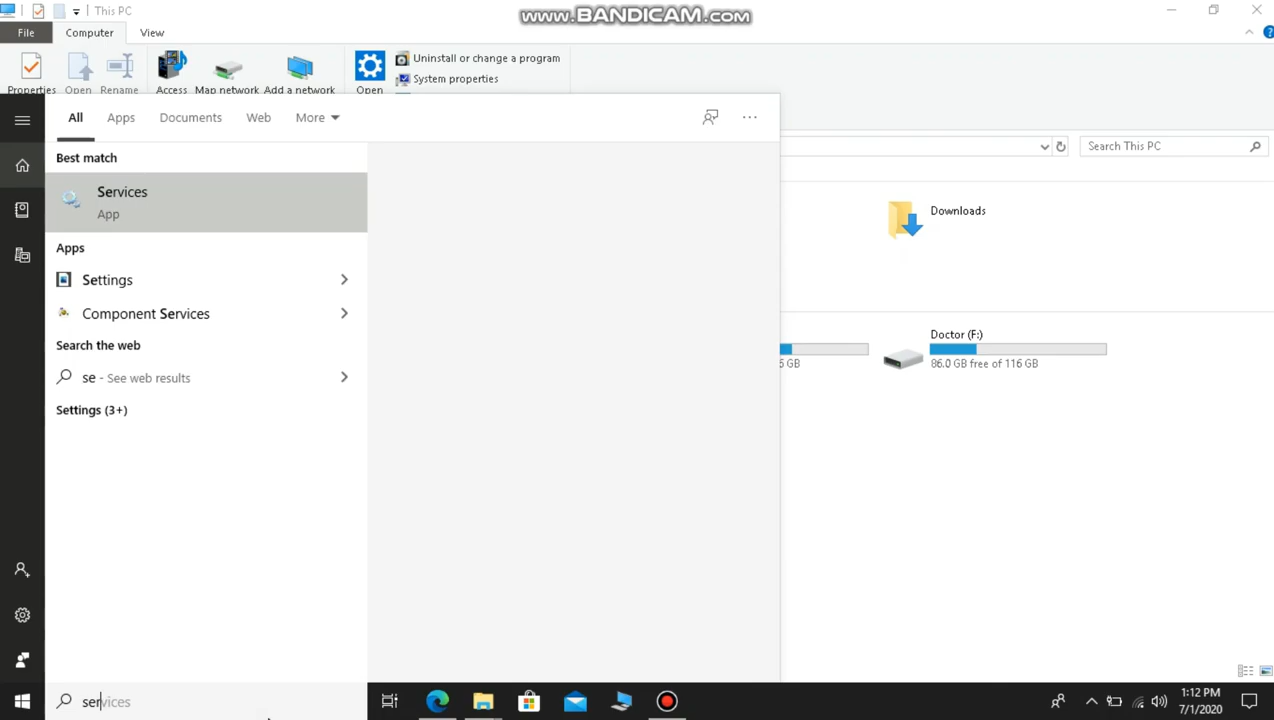 This PC
www.BANDICAM.com
File
Computer
View
Properties
Open
Rename
Access
Map network
Add a network
Open
Uninstall or change a program
System properties
All
Apps
Documents
Web
More
Search This PC
Best match
Services
App
Downloads
Apps
Settings
Component Services
Search the web
se - See web results
Settings (3+)
Doctor (F:)
GB
86.0 GB free of 116 GB
services
1:12 PM
7/1/2020